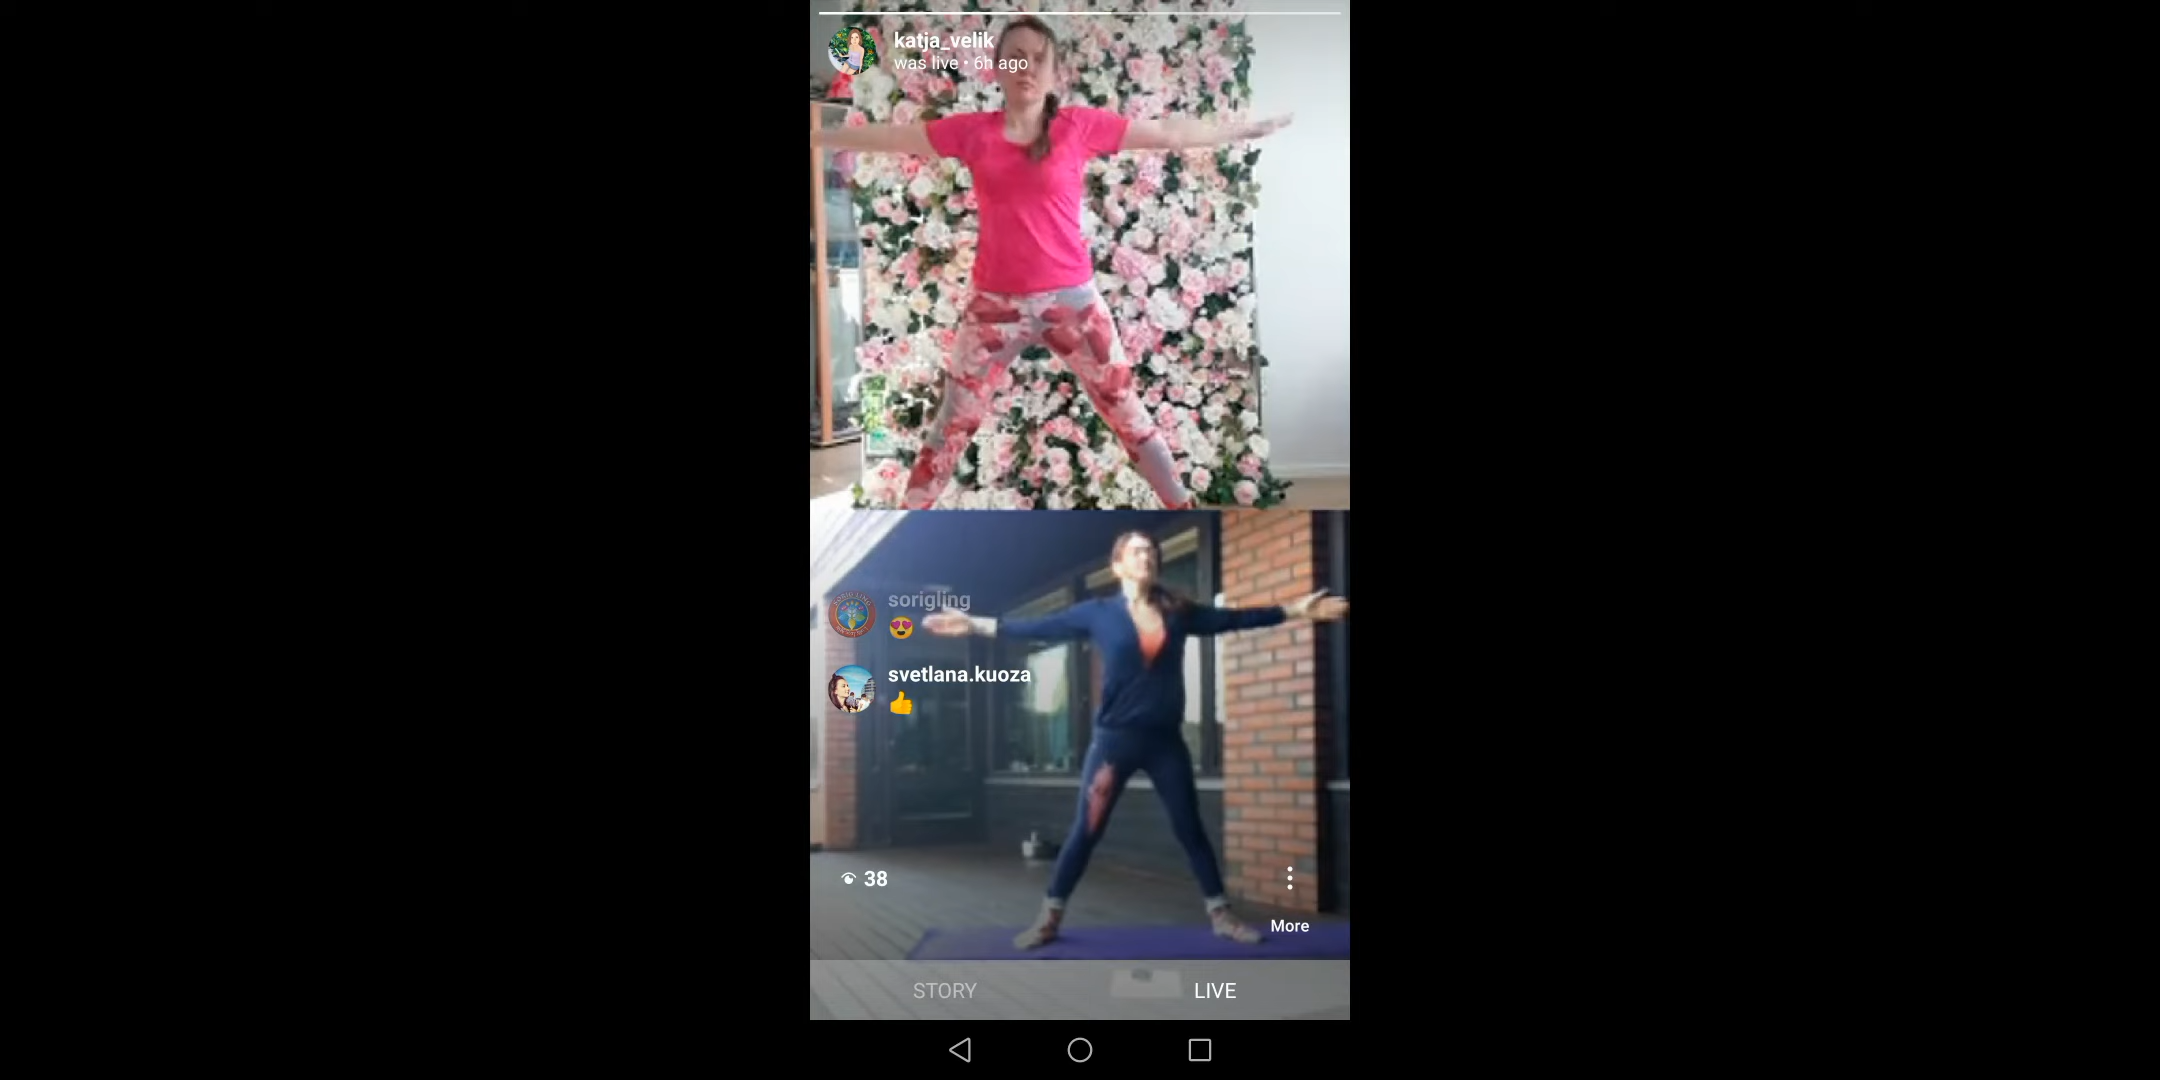 katja_velik
was live • 6h ago
sorigling
😍
svetlana.kuoza
👍
38
More
STORY
LIVE